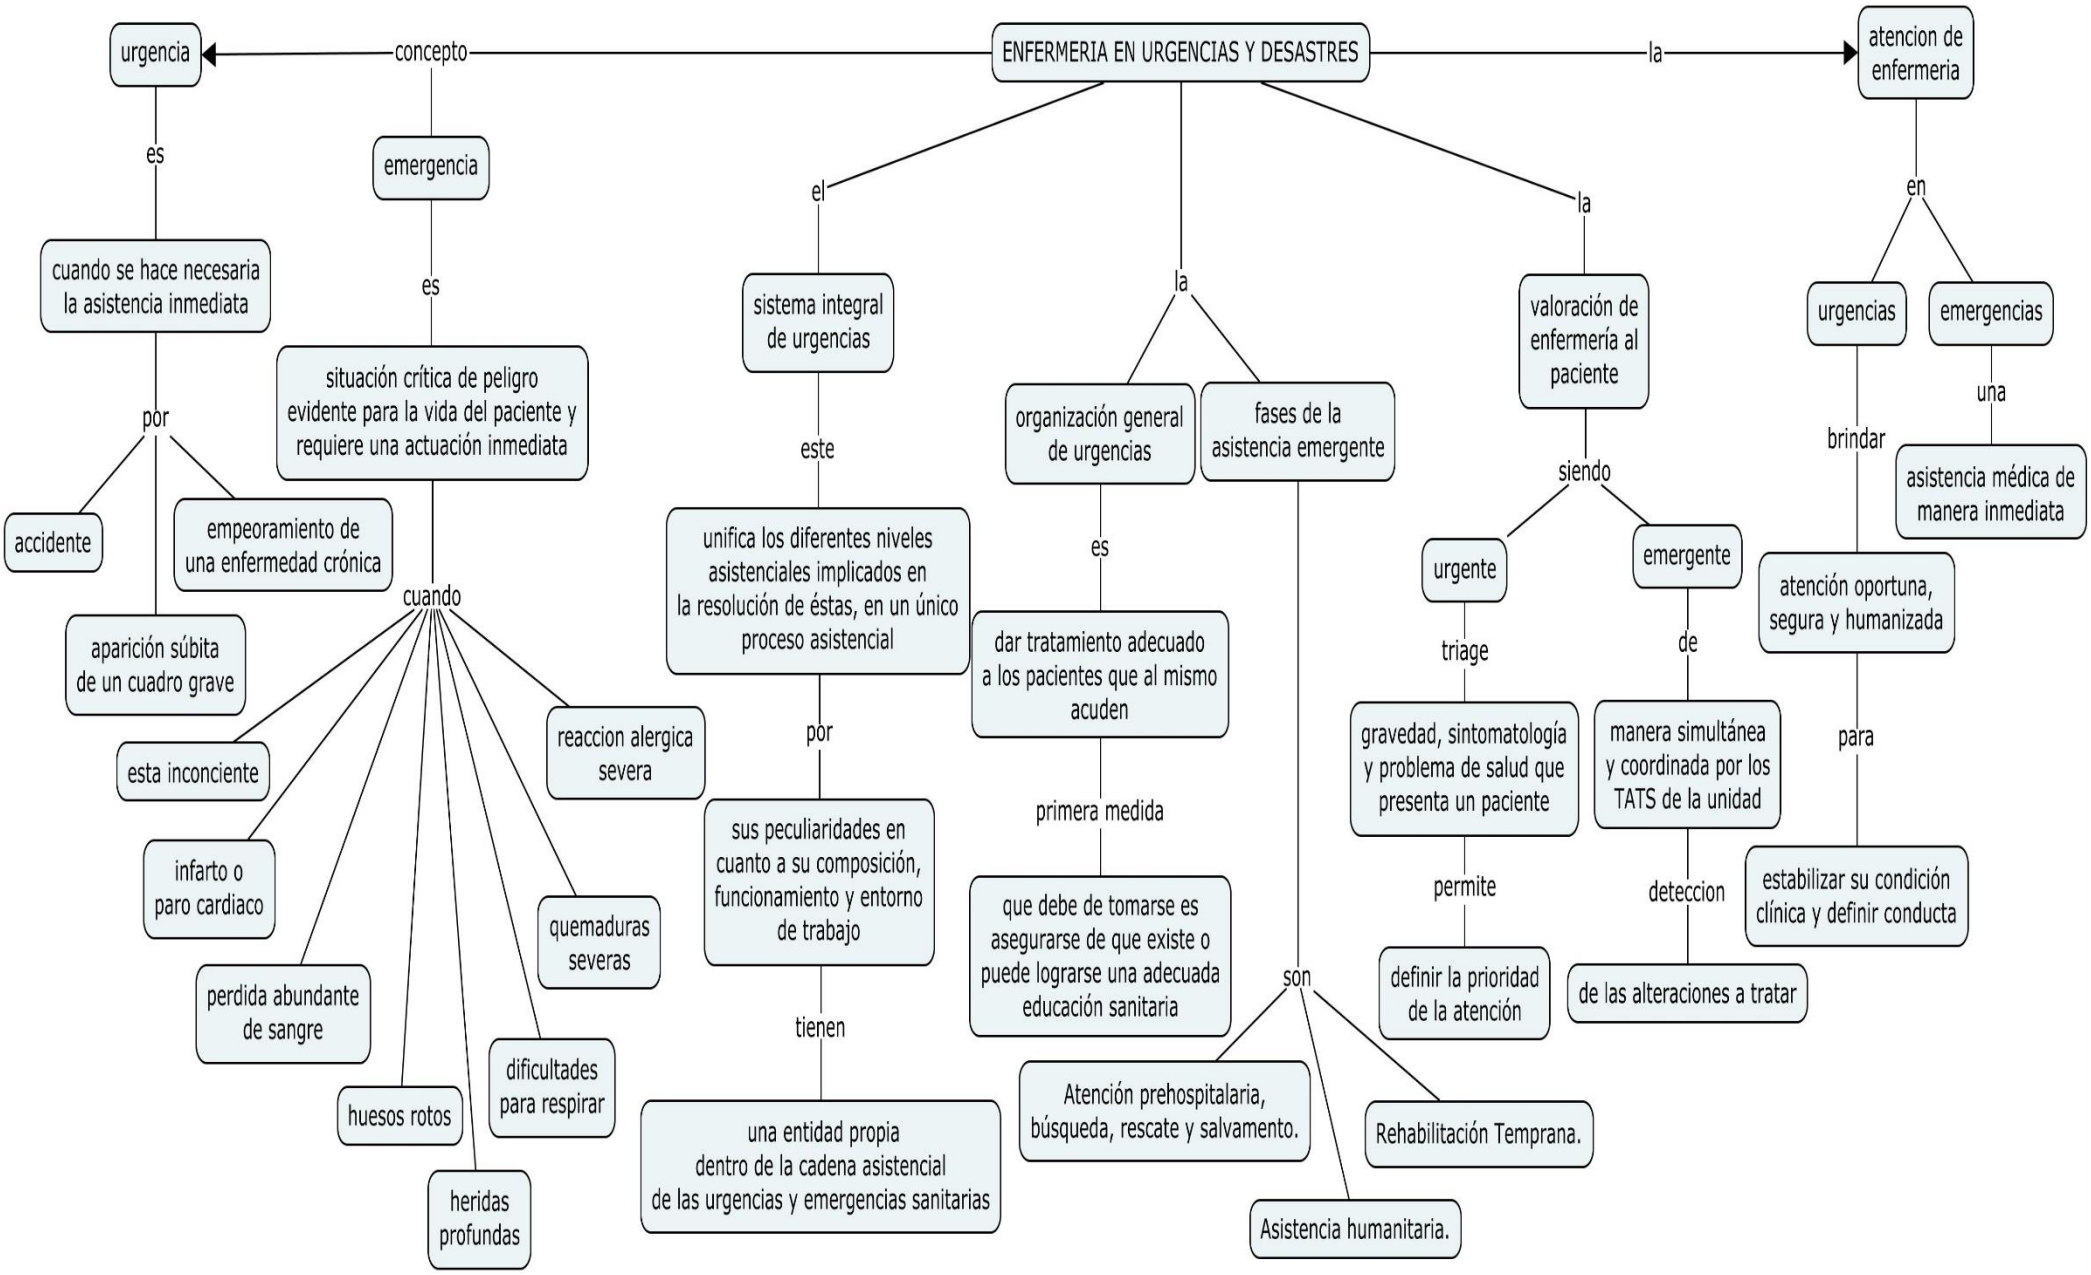 ENFERMERIA EN URGENCIAS Y DESASTRES
concepto
urgencia
es
cuando se hace necesaria
la asistencia inmediata
por
accidente
aparición súbita
de un cuadro grave
empeoramiento de
una enfermedad crónica
emergencia
es
situación crítica de peligro
evidente para la vida del paciente y
requiere una actuación inmediata
cuando
esta inconciente
infarto o
paro cardiaco
perdida abundante
de sangre
huesos rotos
heridas
profundas
dificultades
para respirar
quemaduras
severas
reaccion alergica
severa
el
sistema integral
de urgencias
este
unifica los diferentes niveles
asistenciales implicados en
la resolución de éstas, en un único
proceso asistencial
por
sus peculiaridades en
cuanto a su composición,
funcionamiento y entorno
de trabajo
tienen
una entidad propia
dentro de la cadena asistencial
de las urgencias y emergencias sanitarias
la
organización general
de urgencias
es
dar tratamiento adecuado
a los pacientes que al mismo
acuden
primera medida
que debe de tomarse es
asegurarse de que existe o
puede lograrse una adecuada
educación sanitaria
fases de la
asistencia emergente
son
Atención prehospitalaria,
búsqueda, rescate y salvamento.
Asistencia humanitaria.
Rehabilitación Temprana.
la
valoración de
enfermería al
paciente
siendo
urgente
triage
gravedad, sintomatología
y problema de salud que
presenta un paciente
permite
definir la prioridad
de la atención
emergente
de
manera simultánea
y coordinada por los
TATS de la unidad
deteccion
de las alteraciones a tratar
la
atencion de
enfermeria
en
urgencias
brindar
atención oportuna,
segura y humanizada
para
estabilizar su condición
clínica y definir conducta
emergencias
una
asistencia médica de
manera inmediata